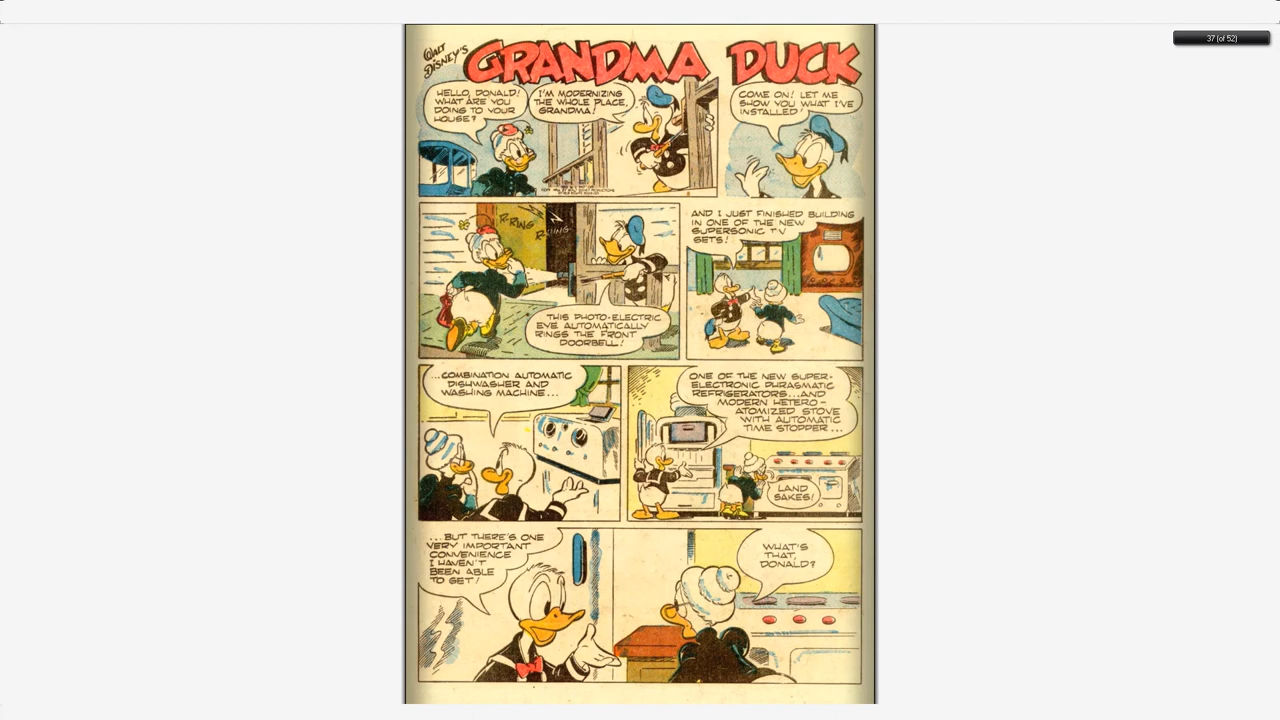 37 (of 52)
WALT
DISNEY'S
GRANDMA DUCK
HELLO, DONALD!
WHAT ARE YOU
DOING TO YOUR
HOUSE?
I'M MODERNIZING
THE WHOLE PLACE,
GRANDMA!
COME ON! LET ME
SHOW YOU WHAT I'VE
INSTALLED!
R-RING
R-RING
THIS PHOTO-ELECTRIC
EYE AUTOMATICALLY
RINGS THE FRONT
DOORBELL!
AND I JUST FINISHED BUILDING
IN ONE OF THE NEW
SUPERSONIC TV
SETS!
...COMBINATION AUTOMATIC
DISHWASHER AND
WASHING MACHINE...
ONE OF THE NEW SUPER-
ELECTRONIC PHRASMATIC
REFRIGERATORS...AND
MODERN HETERO-
ATOMIZED STOVE
WITH AUTOMATIC
TIME STOPPER...
LAND
SAKES!
...BUT THERE'S ONE
VERY IMPORTANT
CONVENIENCE
I HAVEN'T
BEEN ABLE
TO GET!
WHAT'S
THAT,
DONALD?